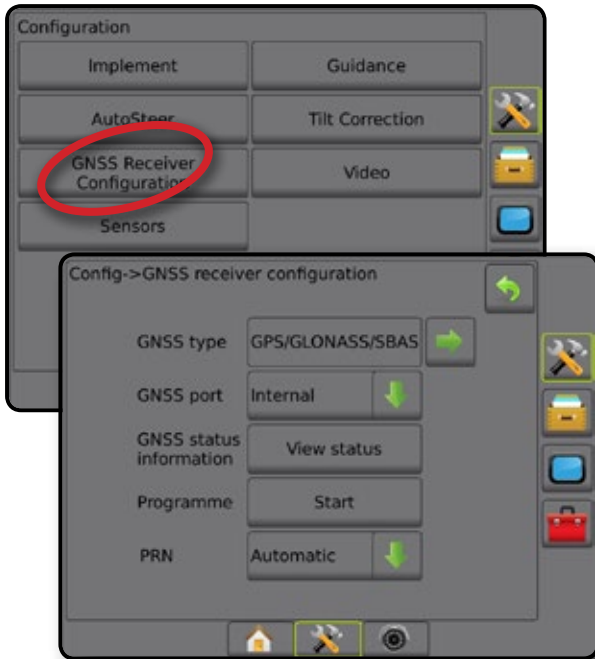 Configuration
Implement
Guidance
AutoSteer
Tilt Correction
GNSS Receiver
Configuration
Video
Sensors
Config->GNSS receiver configuration
GNSS type
GPS/GLONASS/SBAS
GNSS port
Internal
GNSS status
information
View status
Programme
Start
PRN
Automatic